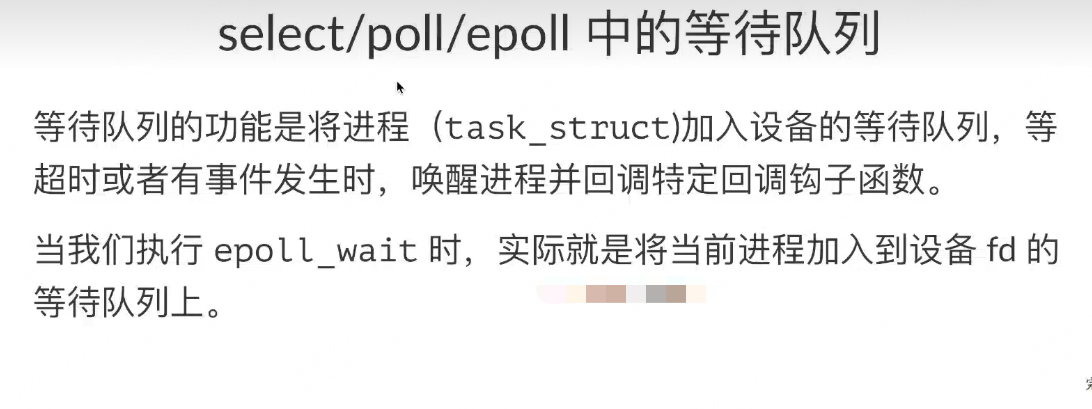 select/poll/epoll 中的等待队列
等待队列的功能是将进程（task_struct)加入设备的等待队列，等
超时或者有事件发生时，唤醒进程并回调特定回调钩子函数。
当我们执行 epoll_wait 时，实际就是将当前进程加入到设备 fd 的
等待队列上。